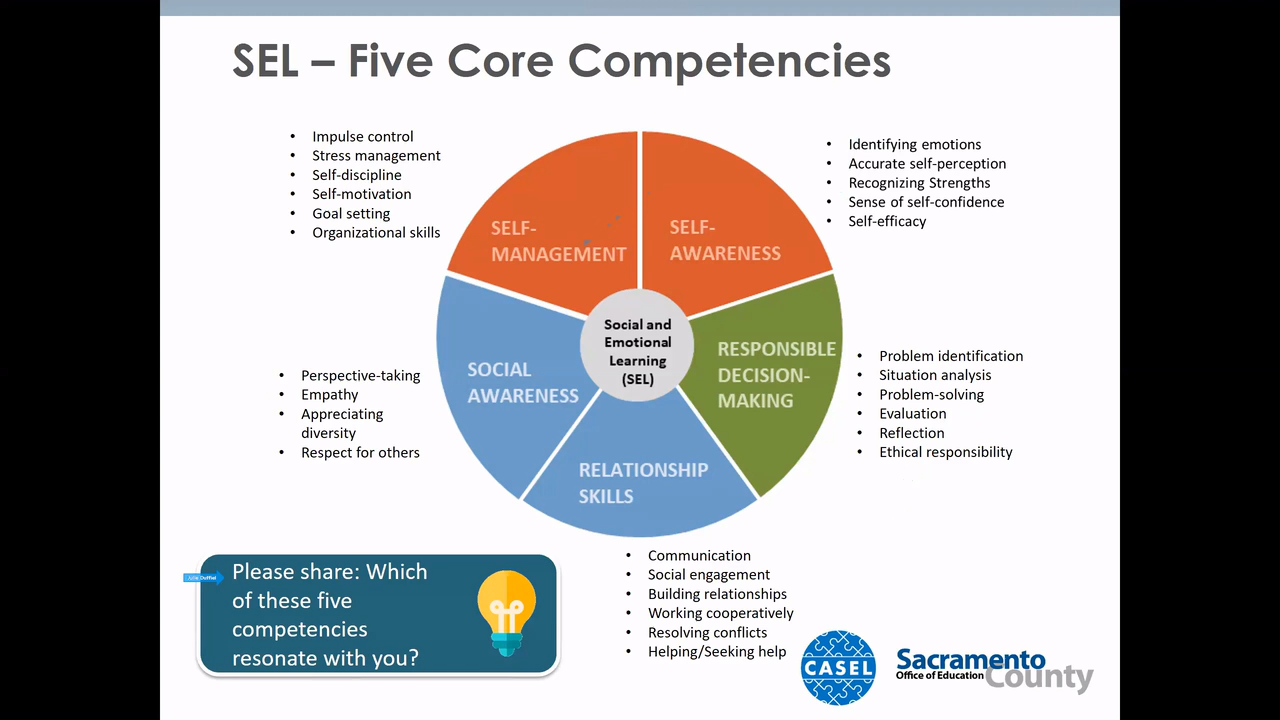 SEL – Five Core Competencies
• Impulse control
• Stress management
• Self-discipline
• Self-motivation
• Goal setting
• Organizational skills
• Identifying emotions
• Accurate self-perception
• Recognizing Strengths
• Sense of self-confidence
• Self-efficacy
SELF-
MANAGEMENT
SELF-
AWARENESS
Social and
Emotional
Learning
(SEL)
SOCIAL
AWARENESS
RESPONSIBLE
DECISION-
MAKING
RELATIONSHIP
SKILLS
• Perspective-taking
• Empathy
• Appreciating
diversity
• Respect for others
• Problem identification
• Situation analysis
• Problem-solving
• Evaluation
• Reflection
• Ethical responsibility
• Communication
• Social engagement
• Building relationships
• Working cooperatively
• Resolving conflicts
• Helping/Seeking help
Please share: Which
of these five
competencies
resonate with you?
CASEL
Sacramento
Office of Education
County